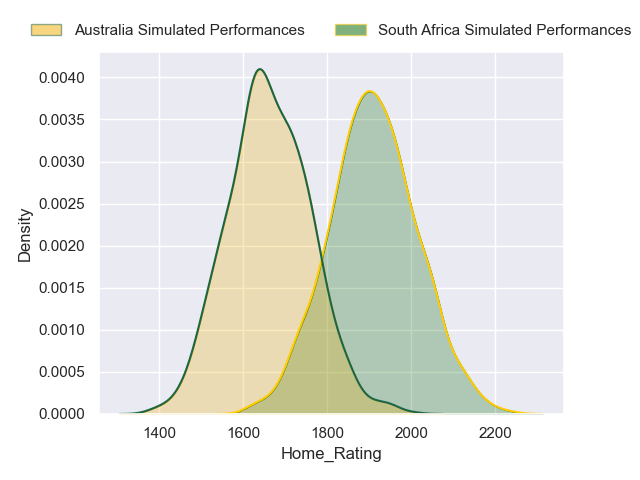 Australia Simulated Performances South Africa Simulated Performances
0.0040
0.0035
0.0030
0.0025
0.0020
0.0015
0.0010
0.0005
0.0000
Density
1400 1600 1800 2000 2200
Home_Rating